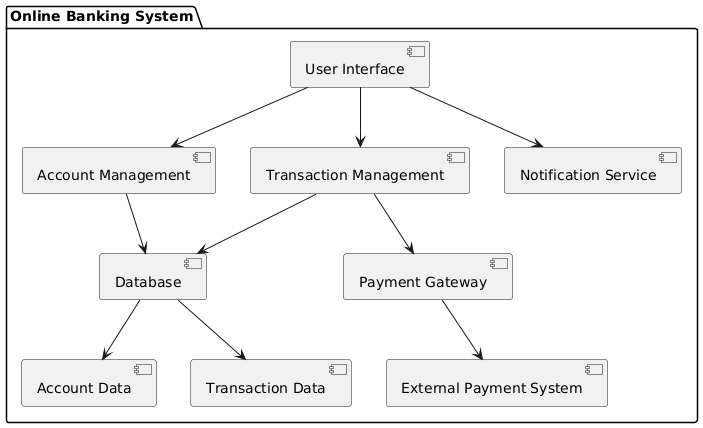 Online Banking System
User Interface
Account Management
Transaction Management
Notification Service
Database
Payment Gateway
Account Data
Transaction Data
External Payment System